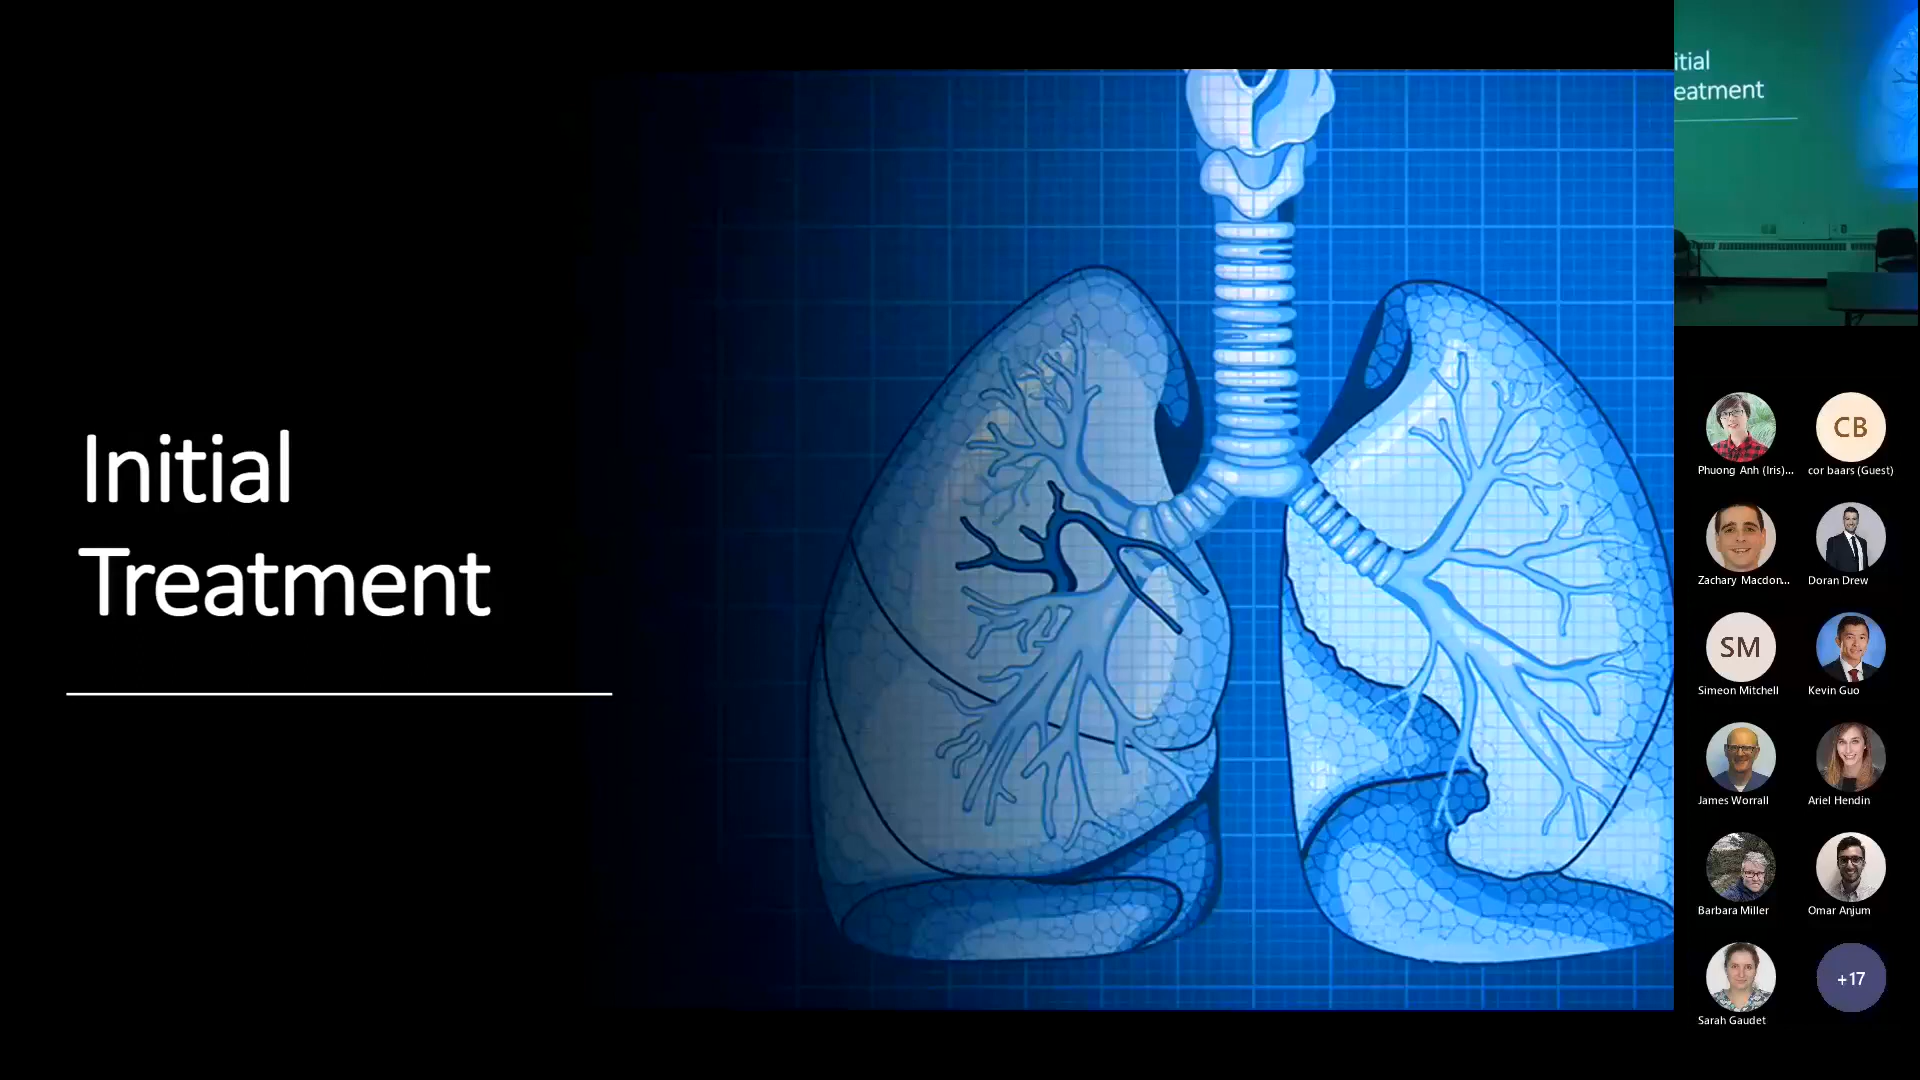 Initial
Treatment
itial
eatment
Phuong Anh (Iris)...
CB
cor baars (Guest)
Zachary Macdon...
Doran Drew
SM
Simeon Mitchell
Kevin Guo
James Worrall
Ariel Hendin
Barbara Miller
Omar Anjum
Sarah Gaudet
+17